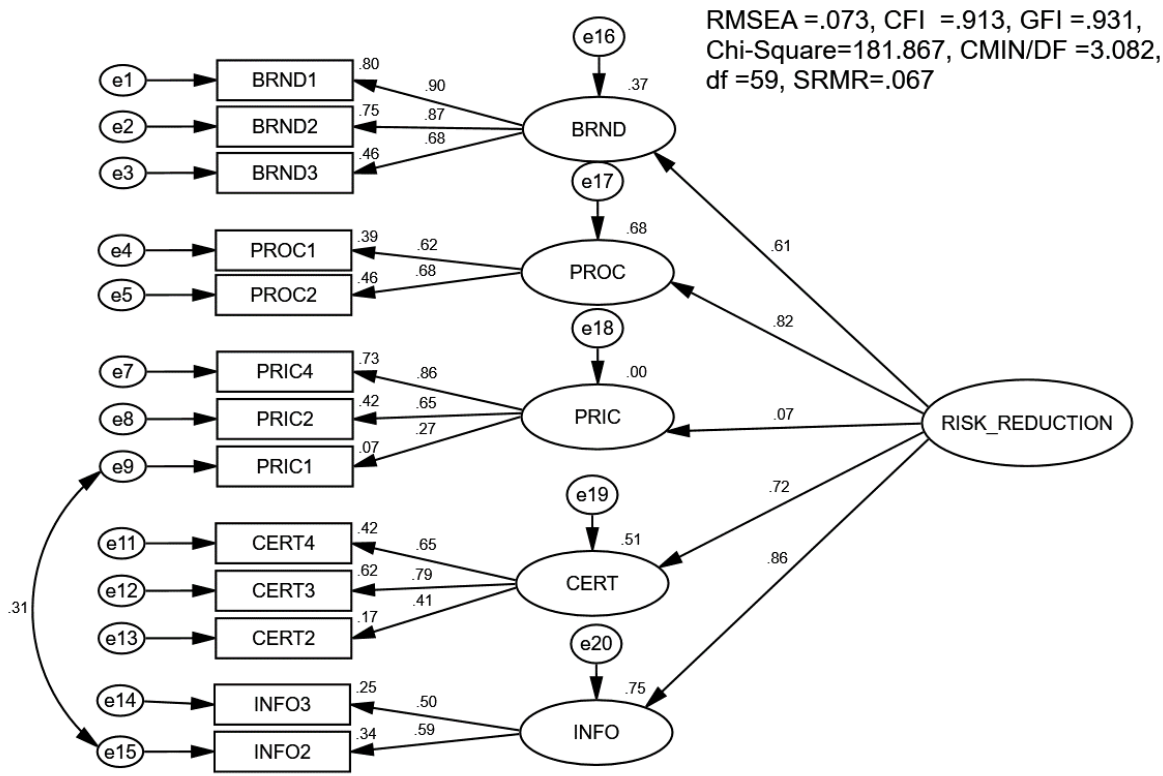 RMSEA =.073, CFI =.913, GFI =.931,
Chi-Square=181.867, CMIN/DF =3.082,
df =59, SRMR=.067
e16
.37
BRND
e1
BRND1
.80
.90
e2
BRND2
.75
.87
e3
BRND3
.46
.68
e17
.68
PROC
.61
e4
PROC1
.39
.62
e5
PROC2
.46
.68
.82
e18
.00
PRIC
.07
e7
PRIC4
.73
.86
e8
PRIC2
.42
.65
e9
PRIC1
.07
.27
RISK_REDUCTION
e19
.51
CERT
.72
e11
CERT4
.42
.65
e12
CERT3
.62
.79
e13
CERT2
.17
.41
.31
.86
e20
.75
INFO
e14
INFO3
.25
.50
e15
INFO2
.34
.59